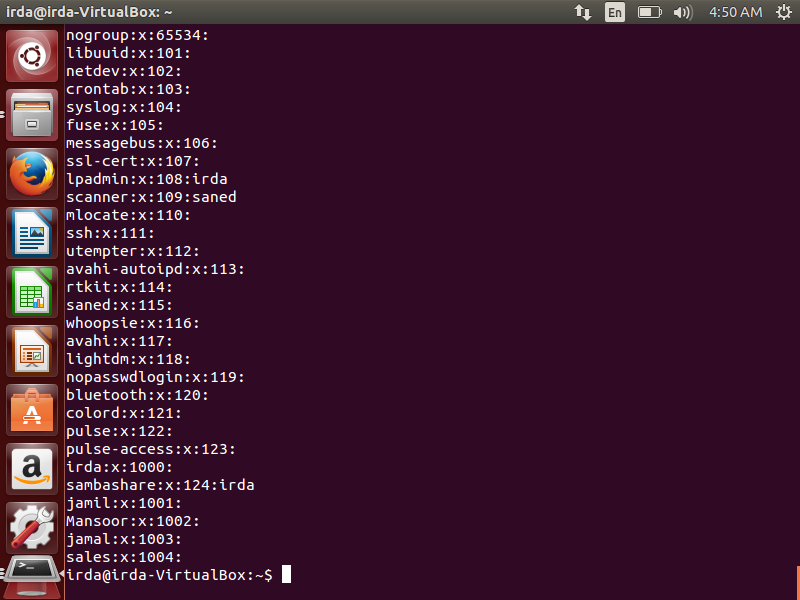 irda@irda-VirtualBox: ~
En
4:50 AM
nogroup:x:65534:
libuuid:x:101:
netdev:x:102:
crontab:x:103:
syslog:x:104:
fuse:x:105:
messagebus:x:106:
ssl-cert:x:107:
lpadmin:x:108:irda
scanner:x:109:saned
mlocate:x:110:
ssh:x:111:
utempter:x:112:
avahi-autoipd:x:113:
rtkit:x:114:
saned:x:115:
whoopsie:x:116:
avahi:x:117:
lightdm:x:118:
nopasswdlogin:x:119:
bluetooth:x:120:
colord:x:121:
pulse:x:122:
pulse-access:x:123:
irda:x:1000:
sambashare:x:124:irda
jamil:x:1001:
Mansoor:x:1002:
jamal:x:1003:
sales:x:1004:
irda@irda-VirtualBox:~$